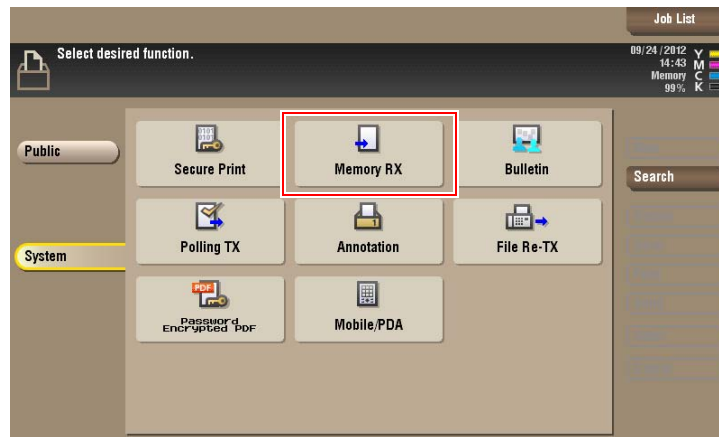 Job List
Select desired function.
09/24/2012
14:43
Memory
99%
Y
M
C
K
Public
System
Secure Print
Memory RX
Bulletin
Polling TX
Annotation
File Re-TX
Password
Encrypted PDF
Mobile/PDA
Search